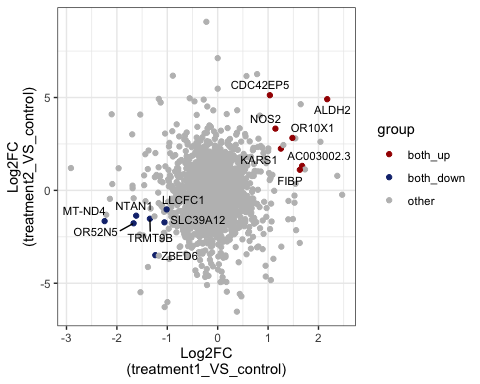 CDC42EP5
ALDH2
NOS2
OR10X1
KARS1
AC003002.3
FIBP
LLCFC1
NTAN1
MT-ND4
SLC39A12
OR52N5
TRMT9B
ZBED6
5
0
-5
-3
-2
-1
0
1
2
Log2FC
(treatment2_VS_control)
Log2FC
(treatment1_VS_control)
group
both_up
both_down
other